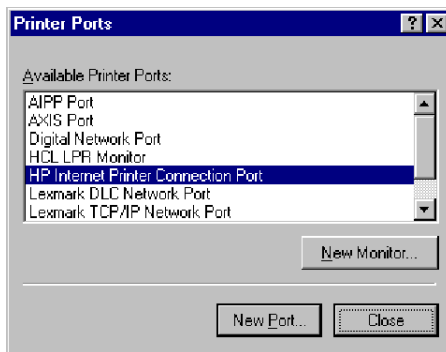 Printer Ports
Available Printer Ports:
AIPP Port
AXIS Port
Digital Network Port
HCL LPR Monitor
HP Internet Printer Connection Port
Lexmark DLC Network Port
Lexmark TCP/IP Network Port
New Monitor...
New Port...
Close